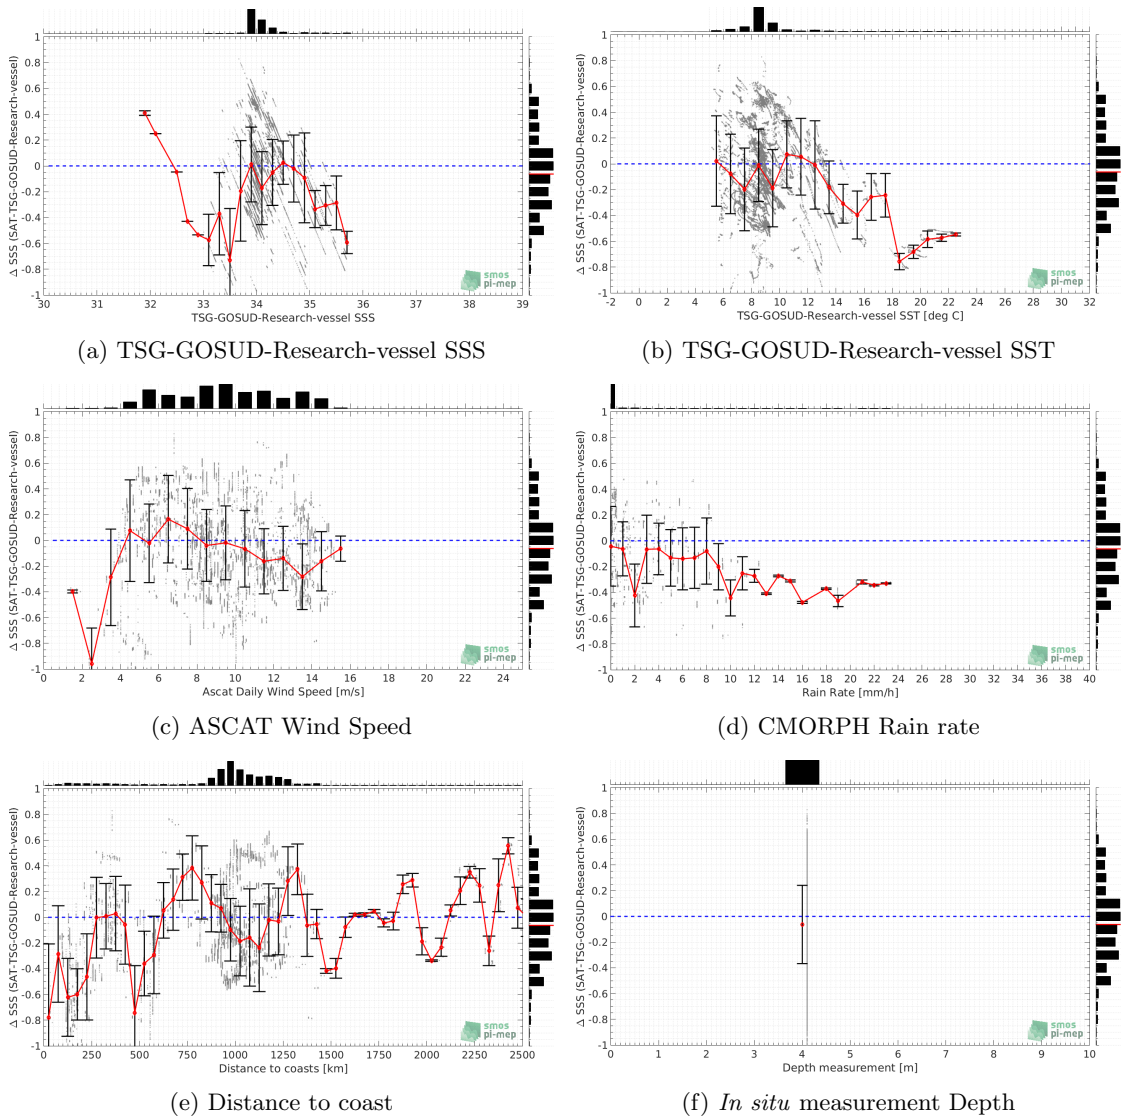 Δ SSS (SAT-TSG-GOSUD-Research-vessel)
1
0.8
0.6
0.4
0.2
0
-0.2
-0.4
-0.6
-0.8
-1
30 31 32 33 34 35 36 37 38 39
TSG-GOSUD-Research-vessel SSS
smos
pi-mep
(a) TSG-GOSUD-Research-vessel SSS
Δ SSS (SAT-TSG-GOSUD-Research-vessel)
1
0.8
0.6
0.4
0.2
0
-0.2
-0.4
-0.6
-0.8
-1
-2 0 2 4 6 8 10 12 14 16 18 20 22 24 26 28 30 32
TSG-GOSUD-Research-vessel SST [deg C]
smos
pi-mep
(b) TSG-GOSUD-Research-vessel SST
Δ SSS (SAT-TSG-GOSUD-Research-vessel)
1
0.8
0.6
0.4
0.2
0
-0.2
-0.4
-0.6
-0.8
-1
0 2 4 6 8 10 12 14 16 18 20 22 24
Ascat Daily Wind Speed [m/s]
smos
pi-mep
(c) ASCAT Wind Speed
Δ SSS (SAT-TSG-GOSUD-Research-vessel)
1
0.8
0.6
0.4
0.2
0
-0.2
-0.4
-0.6
-0.8
-1
0 2 4 6 8 10 12 14 16 18 20 22 24 26 28 30 32 34 36 38 40
Rain Rate [mm/h]
smos
pi-mep
(d) CMORPH Rain rate
Δ SSS (SAT-TSG-GOSUD-Research-vessel)
1
0.8
0.6
0.4
0.2
0
-0.2
-0.4
-0.6
-0.8
-1
0 250 500 750 1000 1250 1500 1750 2000 2250 2500
Distance to coasts [km]
smos
pi-mep
(e) Distance to coast
Δ SSS (SAT-TSG-GOSUD-Research-vessel)
1
0.8
0.6
0.4
0.2
0
-0.2
-0.4
-0.6
-0.8
-1
0 1 2 3 4 5 6 7 8 9 10
Depth measurement [m]
smos
pi-mep
(f) In situ measurement Depth